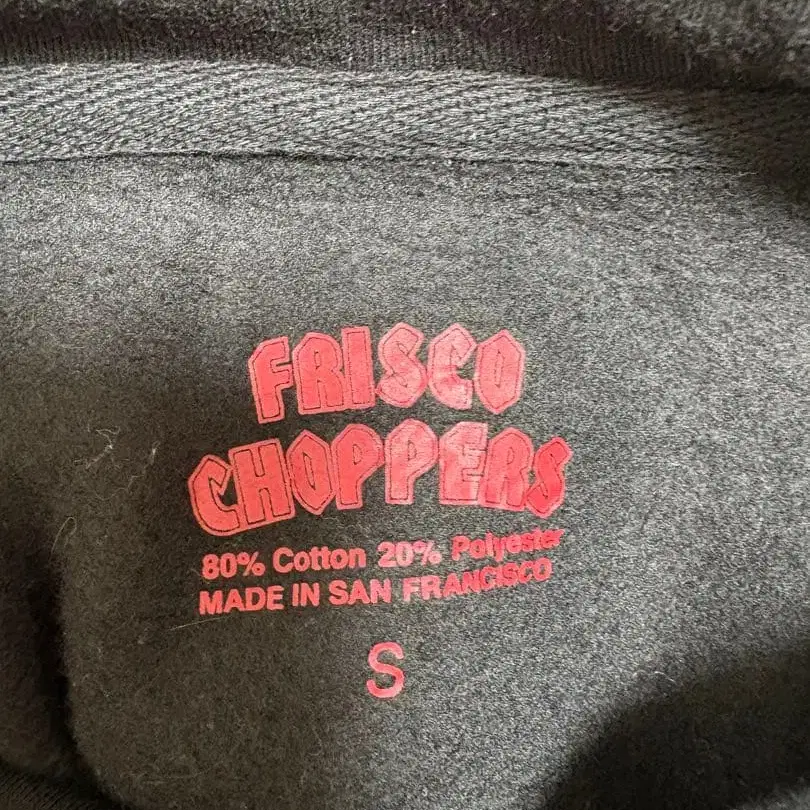 FRISCO
CHOPPERS
80% Cotton 20% Polyester
MADE IN SAN FRANCISCO
S